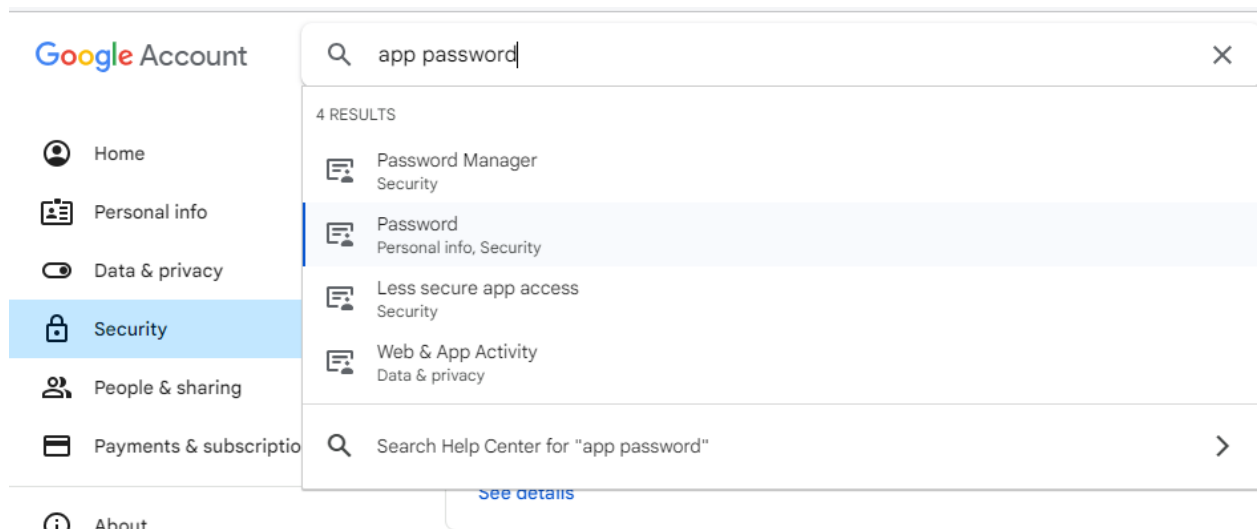 Google Account
app password
4 RESULTS
Home
Personal info
Data & privacy
Security
People & sharing
Payments & subscriptio
About
Password Manager
Security
Password
Personal info, Security
Less secure app access
Security
Web & App Activity
Data & privacy
Search Help Center for "app password"
See details